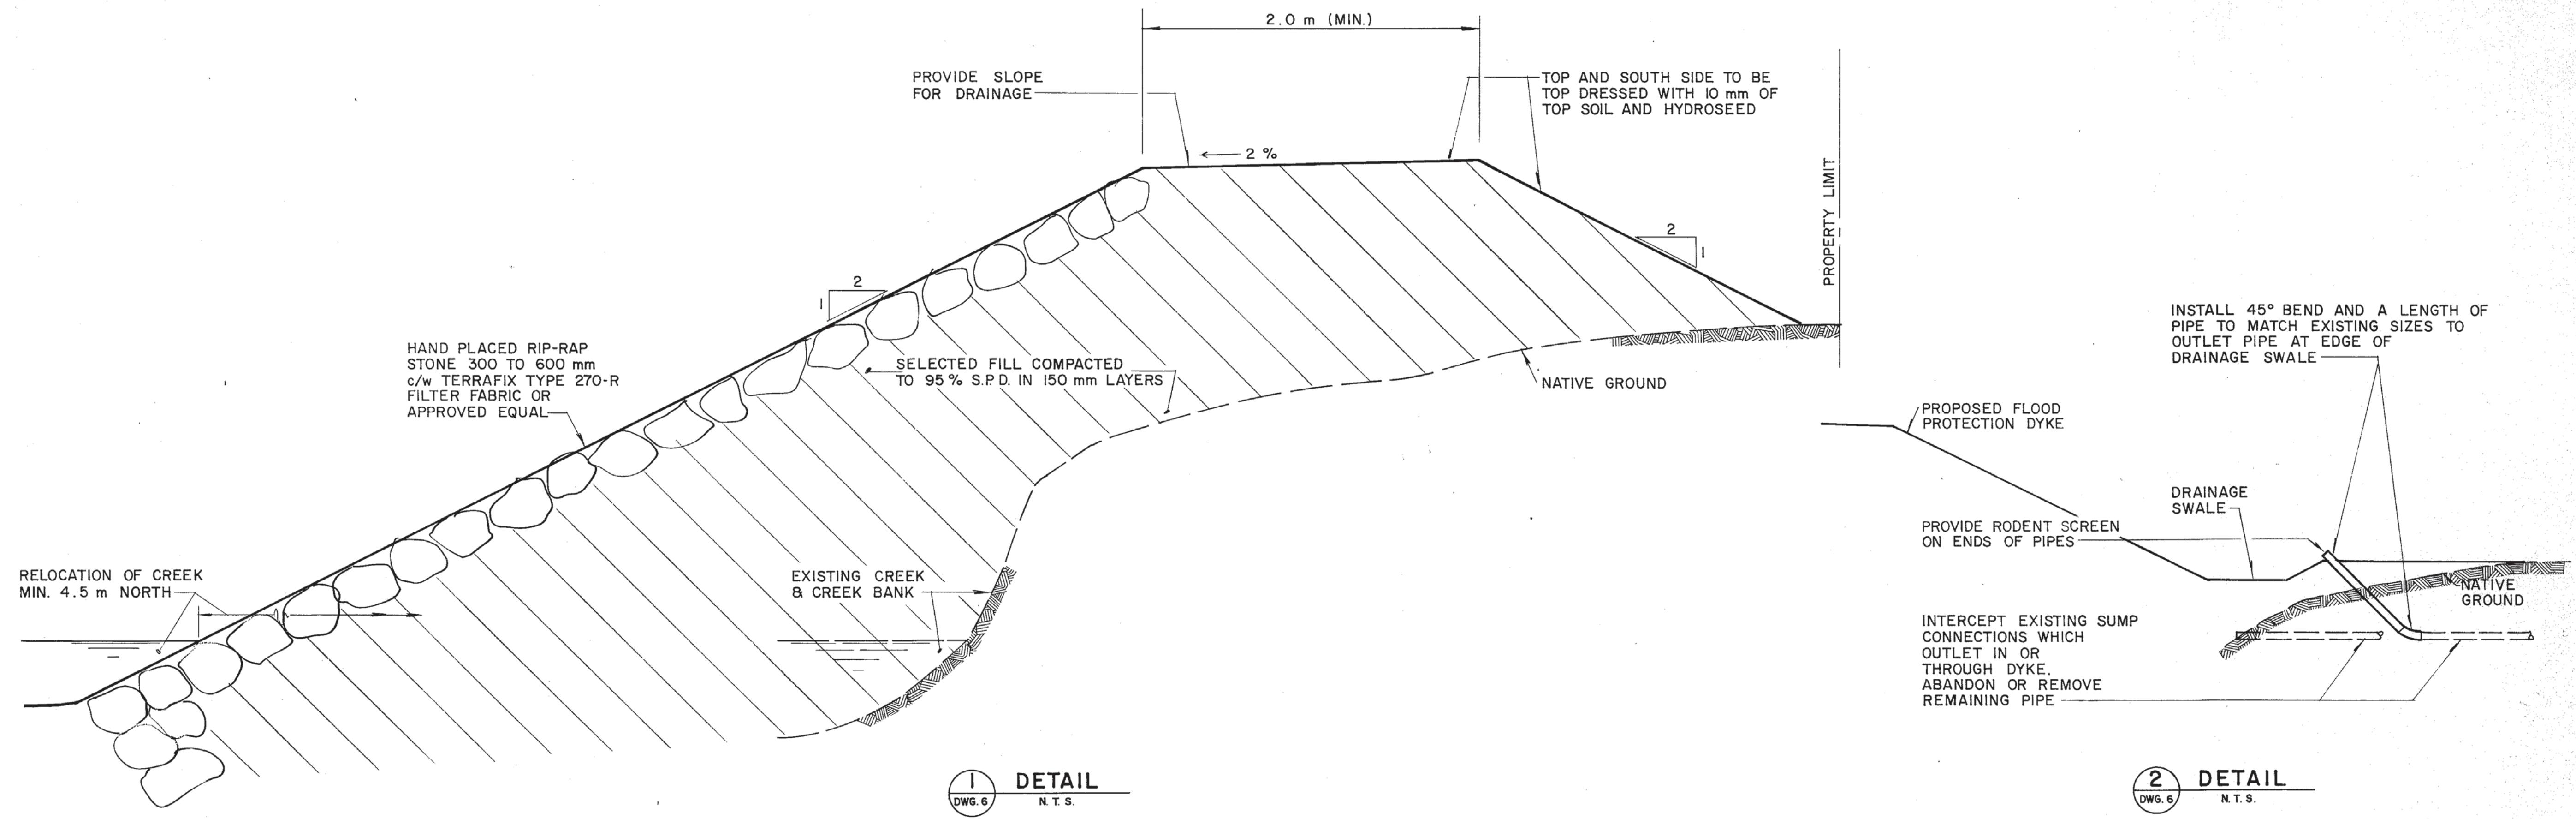 2.0 m (MIN.)
PROVIDE SLOPE
FOR DRAINAGE
TOP AND SOUTH SIDE TO BE
TOP DRESSED WITH 10 mm OF
TOP SOIL AND HYDROSEED
2 %
PROPERTY LIMIT
2
1
2
1
HAND PLACED RIP-RAP
STONE 300 TO 600 mm
c/w TERRAFIX TYPE 270-R
FILTER FABRIC OR
APPROVED EQUAL
SELECTED FILL COMPACTED
TO 95% S.P.D. IN 150 mm LAYERS
NATIVE GROUND
RELOCATION OF CREEK
MIN. 4.5 m NORTH
EXISTING CREEK
& CREEK BANK
1
DWG. 6
DETAIL
N. T. S.
INSTALL 45° BEND AND A LENGTH OF
PIPE TO MATCH EXISTING SIZES TO
OUTLET PIPE AT EDGE OF
DRAINAGE SWALE
PROPOSED FLOOD
PROTECTION DYKE
DRAINAGE
SWALE
PROVIDE RODENT SCREEN
ON ENDS OF PIPES
NATIVE
GROUND
INTERCEPT EXISTING SUMP
CONNECTIONS WHICH
OUTLET IN OR
THROUGH DYKE.
ABANDON OR REMOVE
REMAINING PIPE
2
DWG. 6
DETAIL
N. T. S.